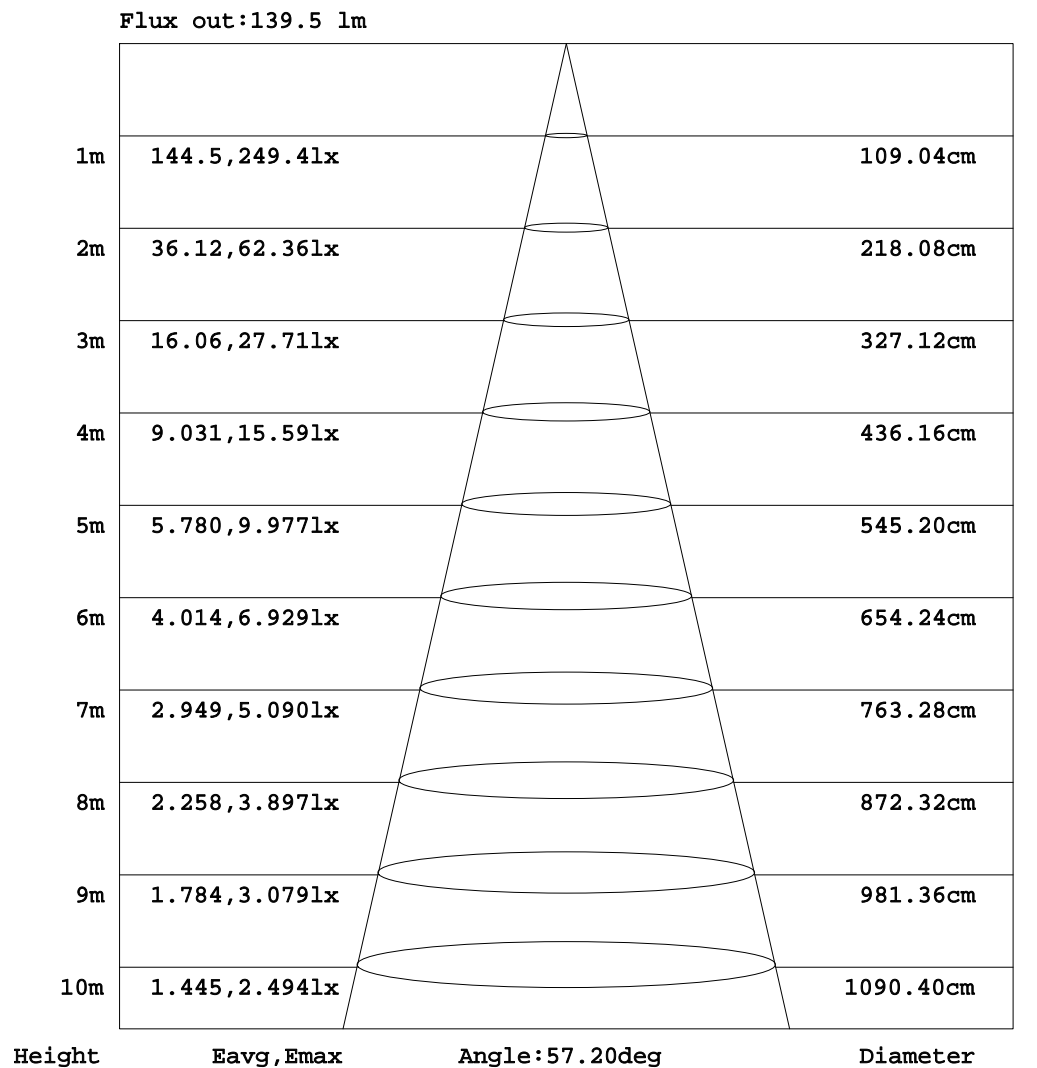 Flux out:139.5 lm
1m 144.5,249.4lx 109.04cm
2m 36.12,62.36lx 218.08cm
3m 16.06,27.71lx 327.12cm
4m 9.031,15.59lx 436.16cm
5m 5.780,9.977lx 545.20cm
6m 4.014,6.929lx 654.24cm
7m 2.949,5.090lx 763.28cm
8m 2.258,3.897lx 872.32cm
9m 1.784,3.079lx 981.36cm
10m 1.445,2.494lx 1090.40cm
Height Eavg,Emax Angle:57.20deg Diameter